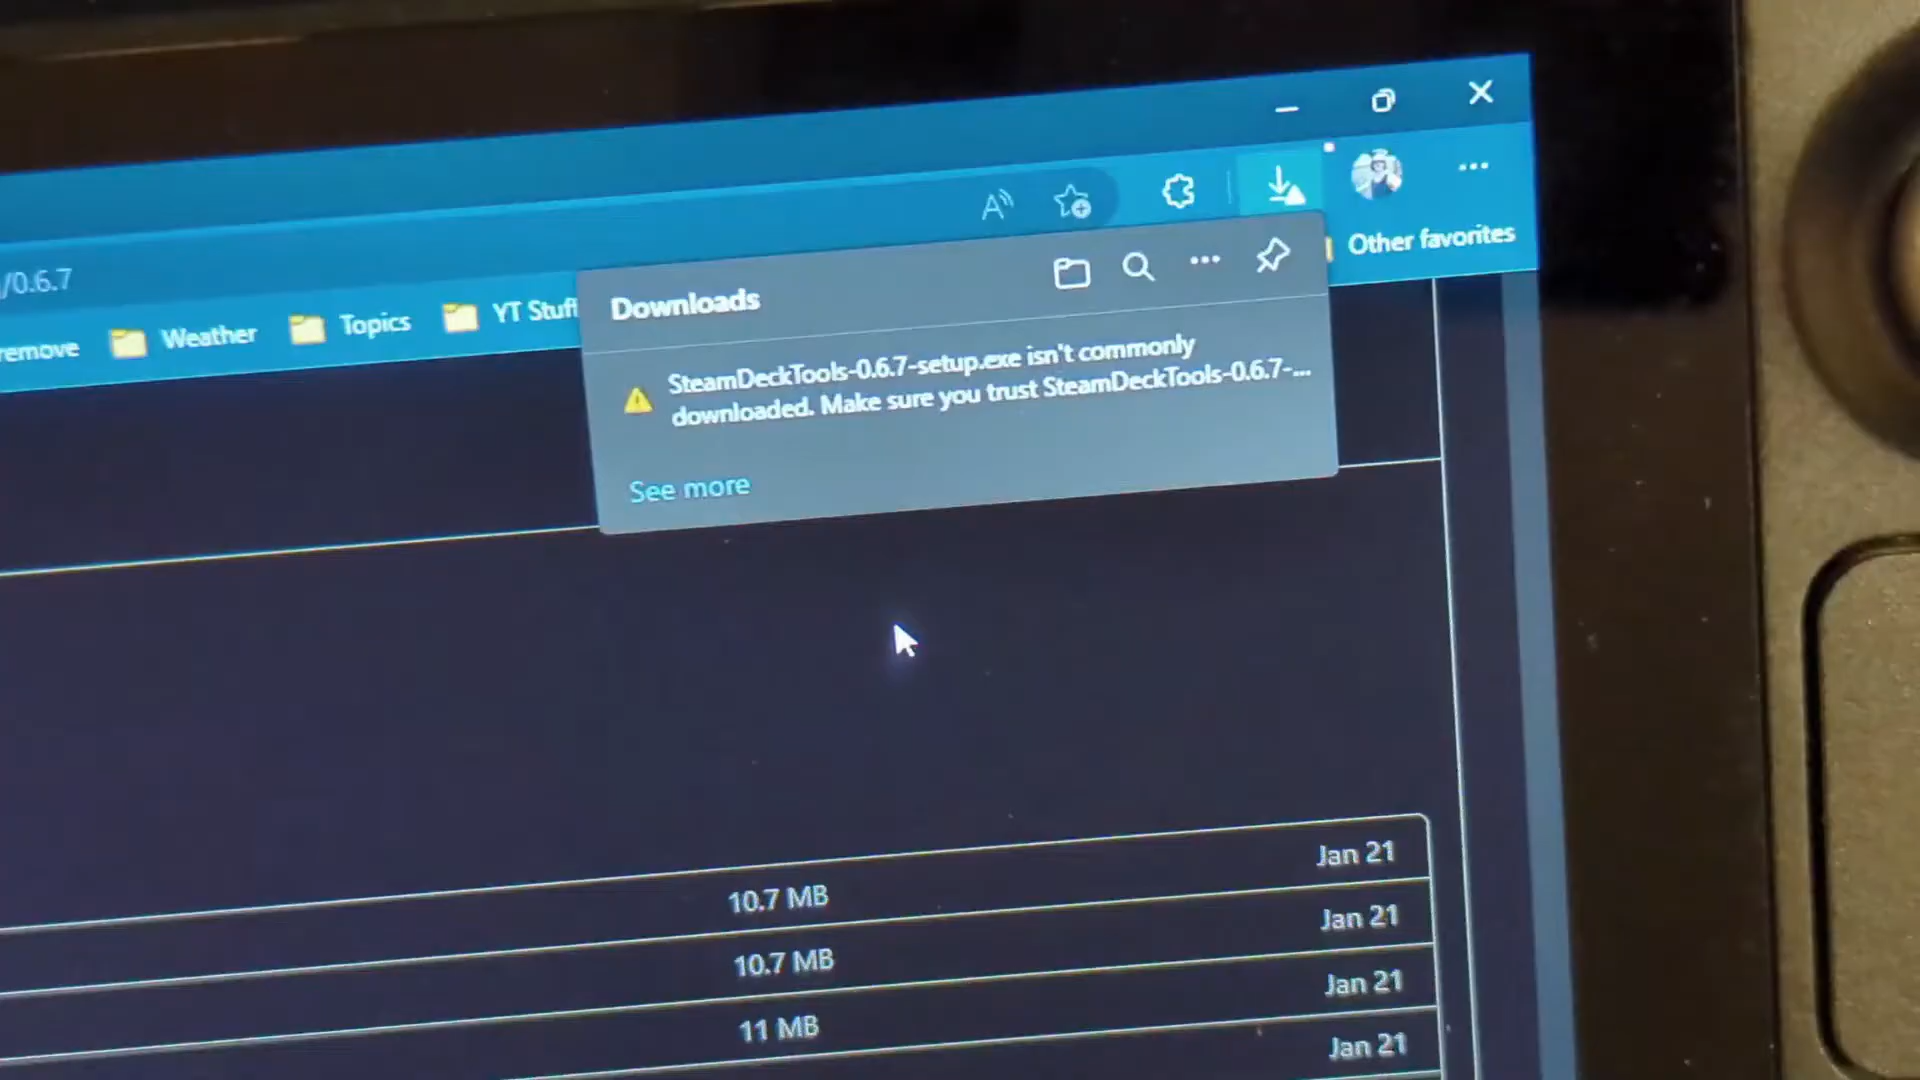 /0.6.7
Other favorites
remove
Weather
Topics
YT Stuff
Downloads
SteamDeckTools-0.6.7-setup.exe isn't commonly
downloaded. Make sure you trust SteamDeckTools-0.6.7-...
See more
10.7 MB
Jan 21
10.7 MB
Jan 21
11 MB
Jan 21
Jan 21